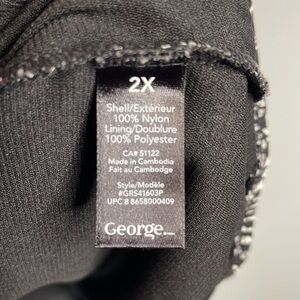 2X
Shell/Extérieur
100% Nylon
Lining/Doublure
100% Polyester
CA# 51122
Made in Cambodia
Fait au Cambodge
Style/Modèle
#GRS41603P
UPC 8 8658000409
George.